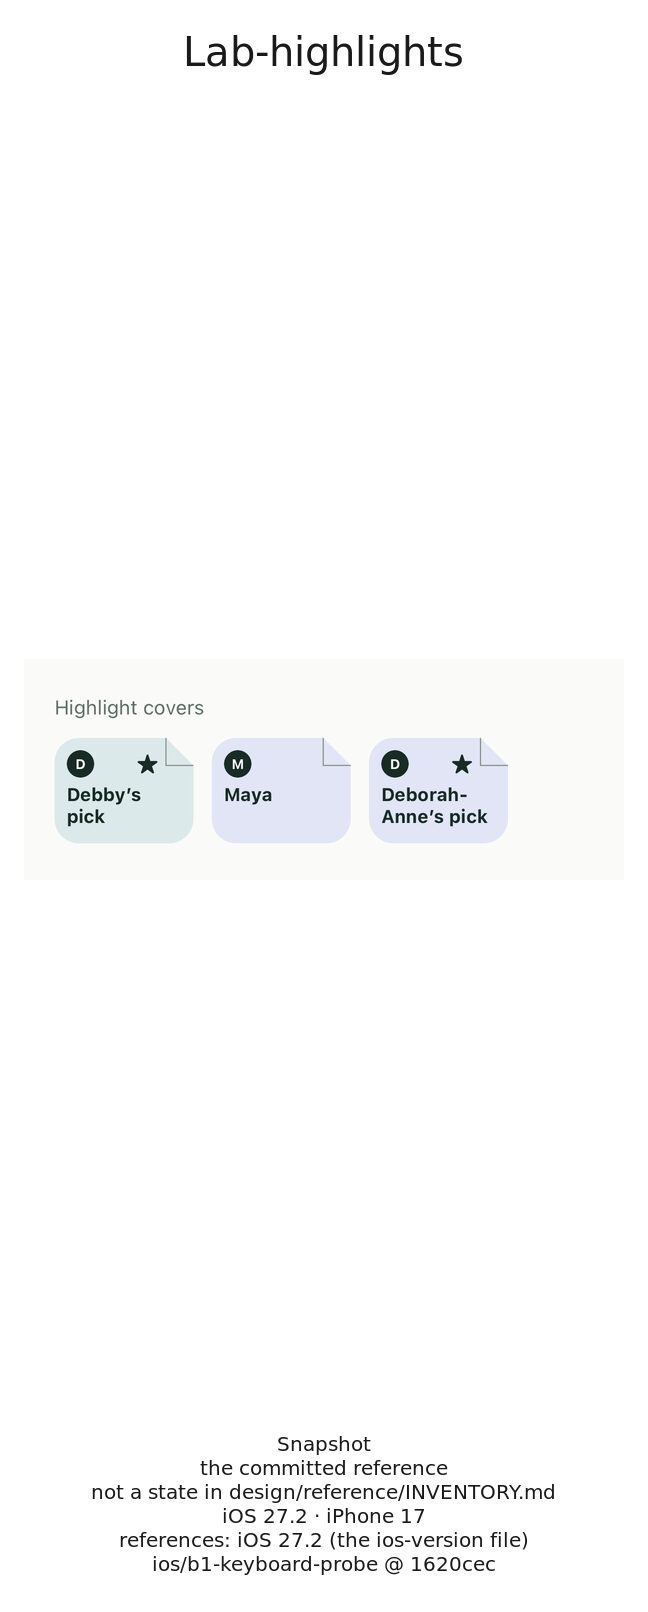 Lab-highlights
Highlight covers
D
Debby’s
pick
M
Maya
D
Deborah-
Anne’s pick
Snapshot
the committed reference
not a state in design/reference/INVENTORY.md
iOS 27.2 · iPhone 17
references: iOS 27.2 (the ios-version file)
ios/b1-keyboard-probe @ 1620cec